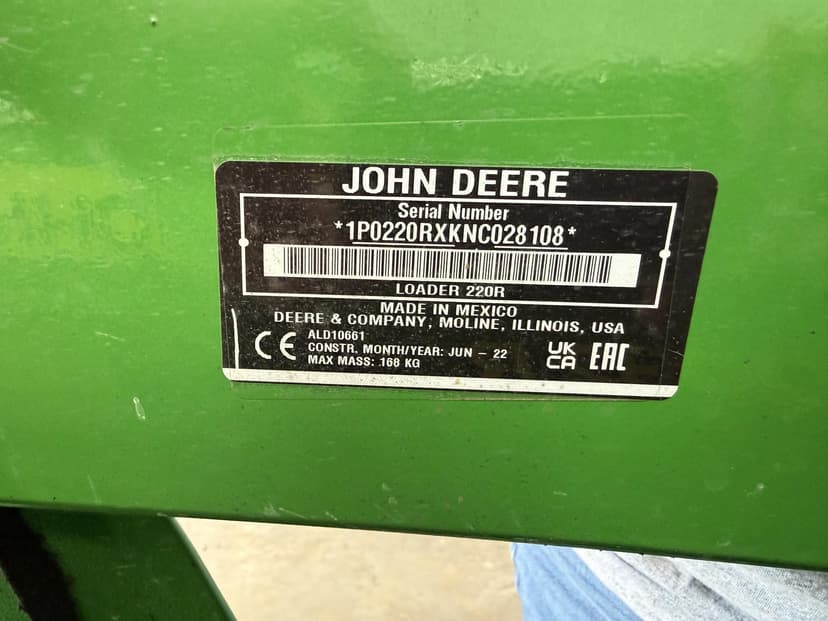 JOHN DEERE
Serial Number
*1P0220RXKNC028108*
LOADER 220R
MADE IN MEXICO
DEERE & COMPANY, MOLINE, ILLINOIS, USA
ALD10661
CE CONSTR. MONTH/YEAR: JUN - 22 UK CA EAC
MAX MASS: 168 KG